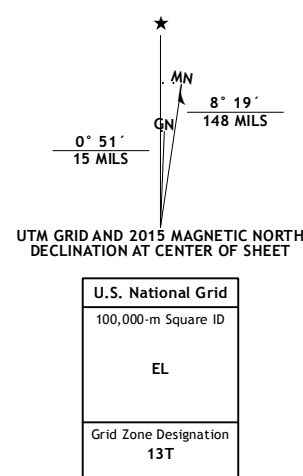 ★
MN
8° 19´
148 MILS
GN
0° 51´
15 MILS
UTM GRID AND 2015 MAGNETIC NORTH
DECLINATION AT CENTER OF SHEET
U.S. National Grid
100,000-m Square ID
EL
Grid Zone Designation
13T